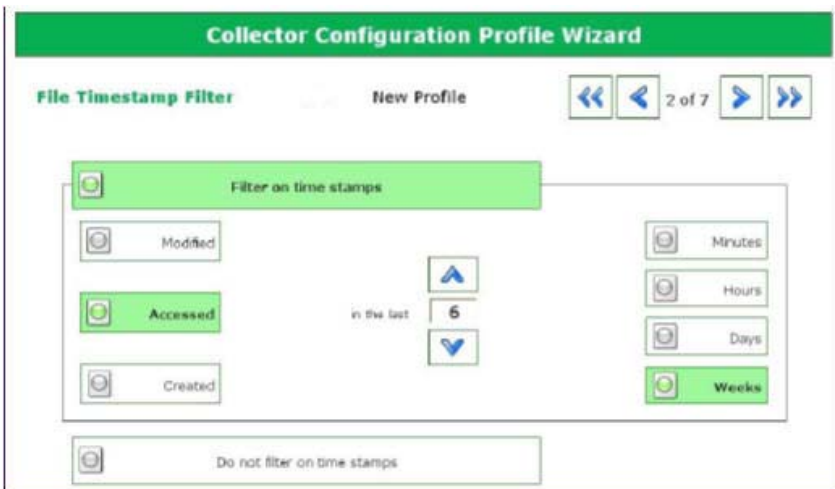 Collector Configuration Profile Wizard
File Timestamp Filter New Profile 2 of 7
Filter on time stamps
Modified Minutes
Hours
Accessed in the last 6
Days
Created Weeks
Do not filter on time stamps